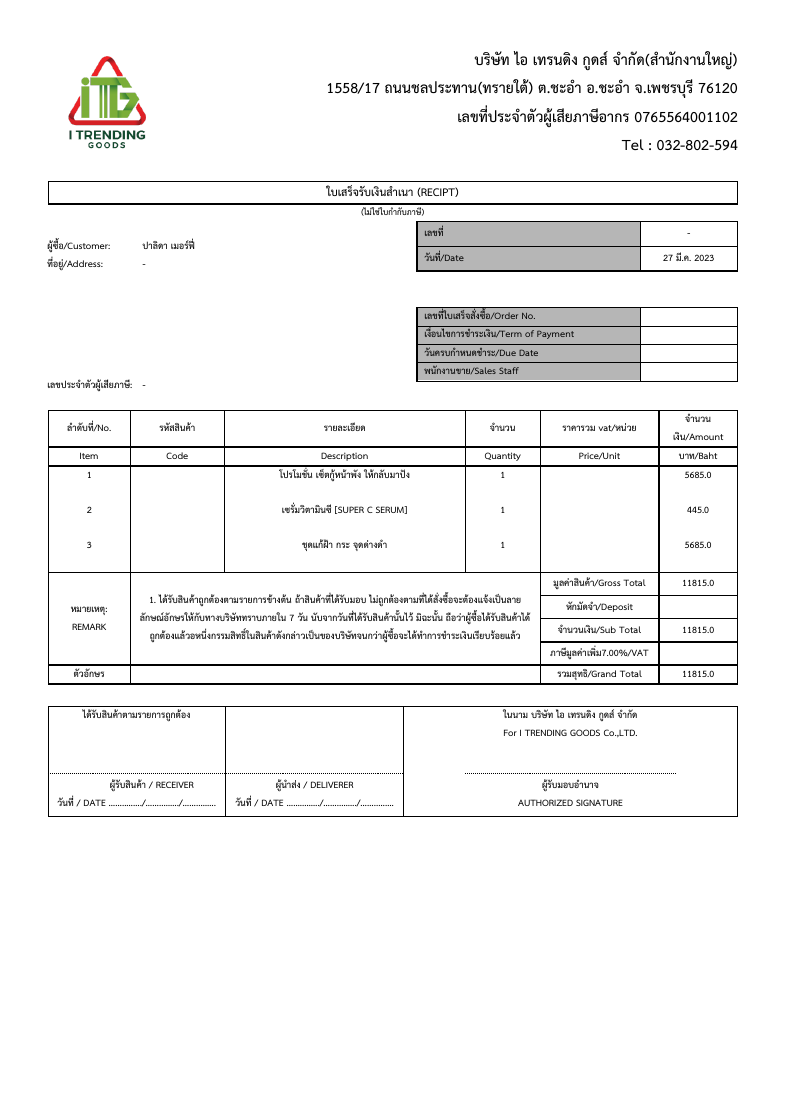 บริษัท ไอ เทรนดิง กูดส์ จำกัด(สำนักงานใหญ่)
1558/17 ถนนชลประทาน(ทรายใต้) ต.ชะอำ อ.ชะอำ จ.เพชรบุรี 76120
เลขที่ประจำตัวผู้เสียภาษีอากร 0765564001102
Tel : 032-802-594
ITG
I TRENDING
GOODS
ใบเสร็จรับเงินสำเนา (RECIPT)
(ไม่ใช่ใบกำกับภาษี)
เลขที่ -
ผู้ซื้อ/Customer: ปาลิดา เมอร์ฟี่
วันที่/Date 27 มี.ค. 2023
ที่อยู่/Address: -
เลขที่ใบเสร็จสั่งซื้อ/Order No.
เงื่อนไขการชำระเงิน/Term of Payment
วันครบกำหนดชำระ/Due Date
พนักงานขาย/Sales Staff
เลขประจำตัวผู้เสียภาษี: -
ลำดับที่/No. รหัสสินค้า รายละเอียด จำนวน ราคารวม vat/หน่วย จำนวน
เงิน/Amount
Item Code Description Quantity Price/Unit บาท/Baht
1 โปรโมชั่น เซ็ตกู้หน้าพัง ให้กลับมาปัง 1 5685.0
2 เซรั่มวิตามินซี [SUPER C SERUM] 1 445.0
3 ชุดแก้ฝ้า กระ จุดด่างดำ 1 5685.0
หมายเหตุ:
REMARK
1. ได้รับสินค้าถูกต้องตามรายการข้างต้น ถ้าสินค้าที่ได้รับมอบ ไม่ถูกต้องตามที่ได้สั่งซื้อจะต้องแจ้งเป็นลาย
ลักษณ์อักษรให้กับทางบริษัททราบภายใน 7 วัน นับจากวันที่ได้รับสินค้านั้นไว้ มิฉะนั้น ถือว่าผู้ซื้อได้รับสินค้าได้
ถูกต้องแล้วอหนึ่งกรรมสิทธิ์ในสินค้าดังกล่าวเป็นของบริษัทจนกว่าผู้ซื้อจะได้ทำการชำระเงินเรียบร้อยแล้ว
มูลค่าสินค้า/Gross Total 11815.0
หักมัดจำ/Deposit
จำนวนเงิน/Sub Total 11815.0
ภาษีมูลค่าเพิ่ม7.00%/VAT
ตัวอักษร รวมสุทธิ/Grand Total 11815.0
ได้รับสินค้าตามรายการถูกต้อง ในนาม บริษัท ไอ เทรนดิง กูดส์ จำกัด
For I TRENDING GOODS Co.,LTD.
ผู้รับสินค้า / RECEIVER ผู้นำส่ง / DELIVERER ผู้รับมอบอำนาจ
วันที่ / DATE ............../............../.............. วันที่ / DATE ............../............../.............. AUTHORIZED SIGNATURE